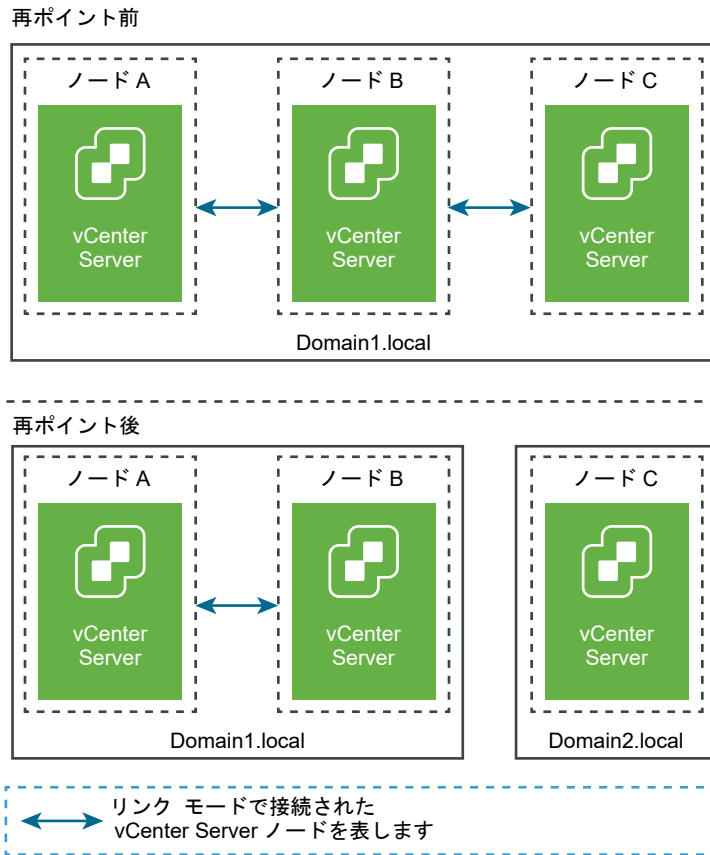 再ポイント前
ノード A
ノード B
ノード C
vCenter
Server
vCenter
Server
vCenter
Server
Domain1.local
再ポイント後
ノード A
ノード B
ノード C
vCenter
Server
vCenter
Server
vCenter
Server
Domain1.local
Domain2.local
リンク モードで接続された
vCenter Server ノードを表します